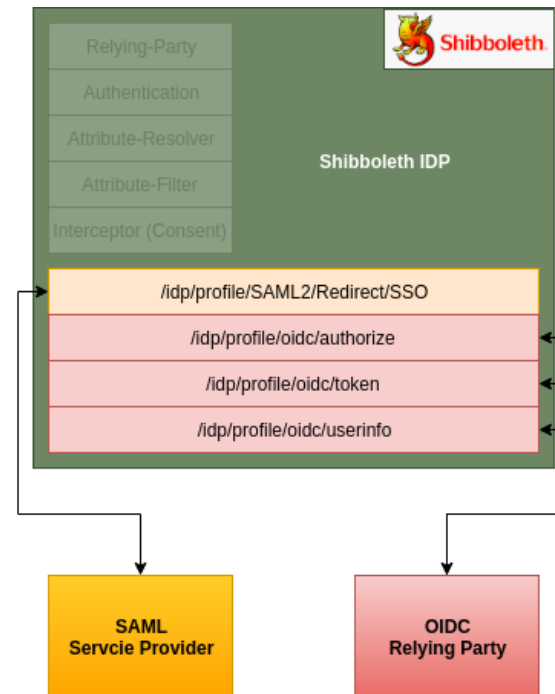 Relying-Party
Shibboleth.
Authentication
Attribute-Resolver
Shibboleth IDP
Attribute-Filter
Interceptor (Consent)
/idp/profile/SAML2/Redirect/SSO
/idp/profile/oidc/authorize
/idp/profile/oidc/token
/idp/profile/oidc/userinfo
SAML
Servcie Provider
OIDC
Relying Party